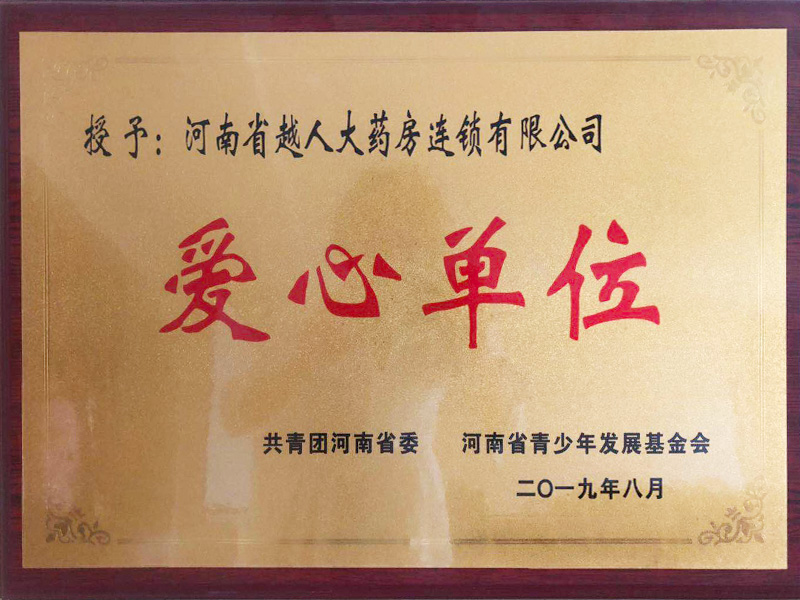 授予：河南省越人大药房连锁有限公司
爱心单位
共青团河南省委 河南省青少年发展基金会
二〇一九年八月